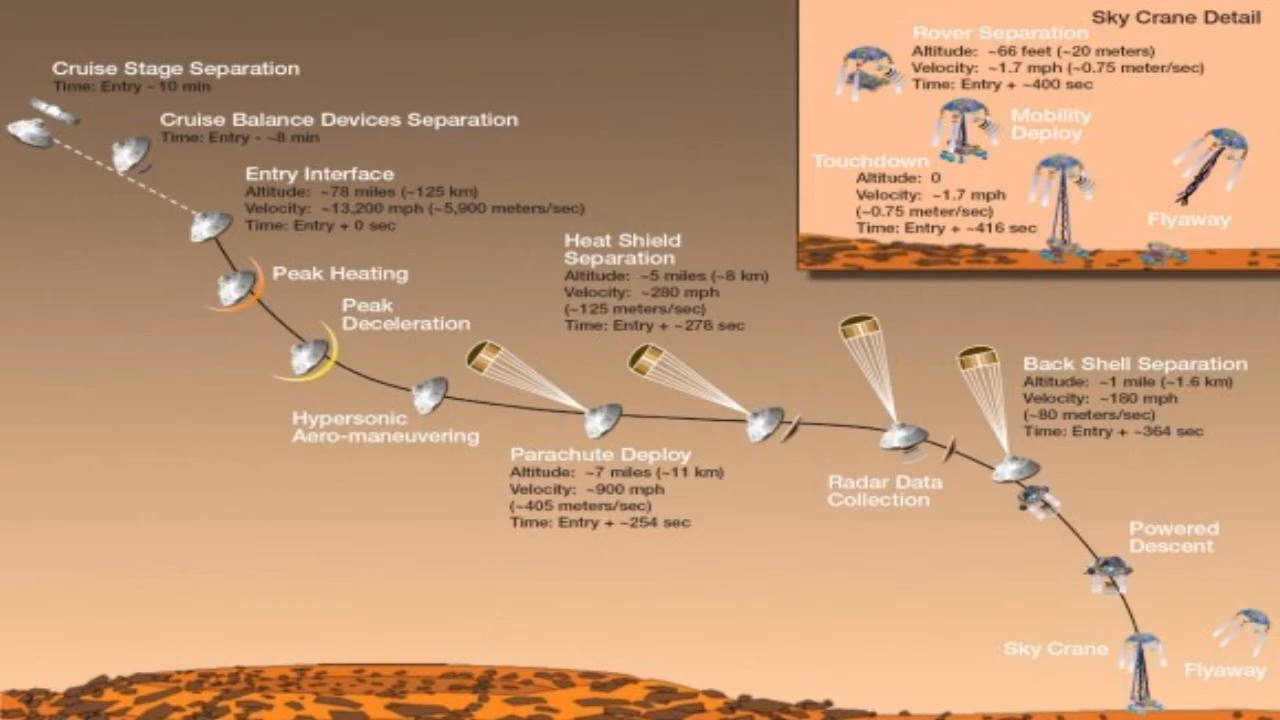 Sky Crane Detail
Rover Separation
Altitude: ~66 feet (~20 meters)
Velocity: ~1.7 mph (~0.75 meter/sec)
Time: Entry + ~400 sec
Mobility
Deploy
Touchdown
Altitude: 0
Velocity: ~1.7 mph
(~0.75 meter/sec)
Time: Entry + ~416 sec
Flyaway
Cruise Stage Separation
Time: Entry - 10 min
Cruise Balance Devices Separation
Time: Entry - ~8 min
Entry Interface
Altitude: ~78 miles (~125 km)
Velocity: ~13,200 mph (~5,900 meters/sec)
Time: Entry + 0 sec
Peak Heating
Peak
Deceleration
Hypersonic
Aero-maneuvering
Parachute Deploy
Altitude: ~7 miles (~11 km)
Velocity: ~900 mph
(~405 meters/sec)
Time: Entry + ~254 sec
Heat Shield
Separation
Altitude: ~5 miles (~8 km)
Velocity: ~280 mph
(~125 meters/sec)
Time: Entry + ~278 sec
Radar Data
Collection
Back Shell Separation
Altitude: ~1 mile (~1.6 km)
Velocity: ~180 mph
(~80 meters/sec)
Time: Entry + ~364 sec
Powered
Descent
Sky Crane
Flyaway